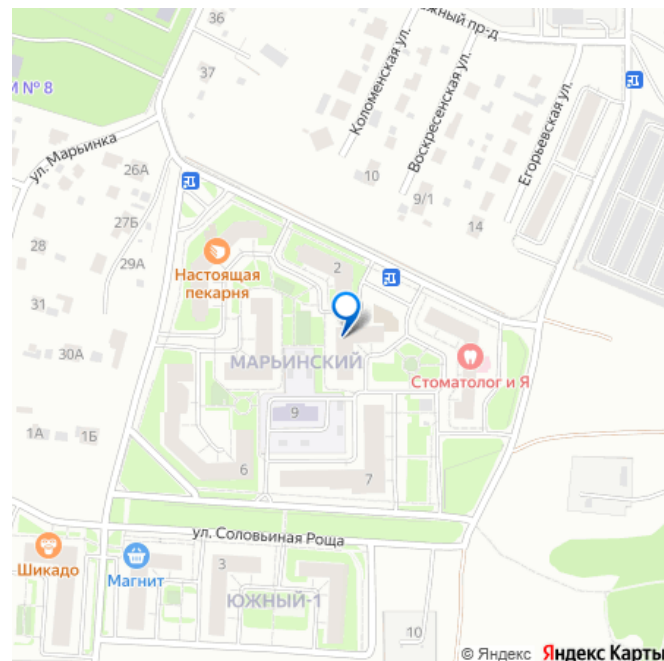 жный пр-д
36
37
И № 8
Коломенская ул.
Воскресенская ул.
Егорьевская ул.
ул. Марьинка
26А
10
9/1
14
27Б
28
29А
Настоящая
пекарня
2
31
30А
МАРЬИНСКИЙ
Стоматолог и Я
9
1А
1Б
6
7
ул. Соловьиная Роща
Шикадо
Магнит
3
ЮЖНЫЙ-1
10
© Яндекс Яндекс Карты